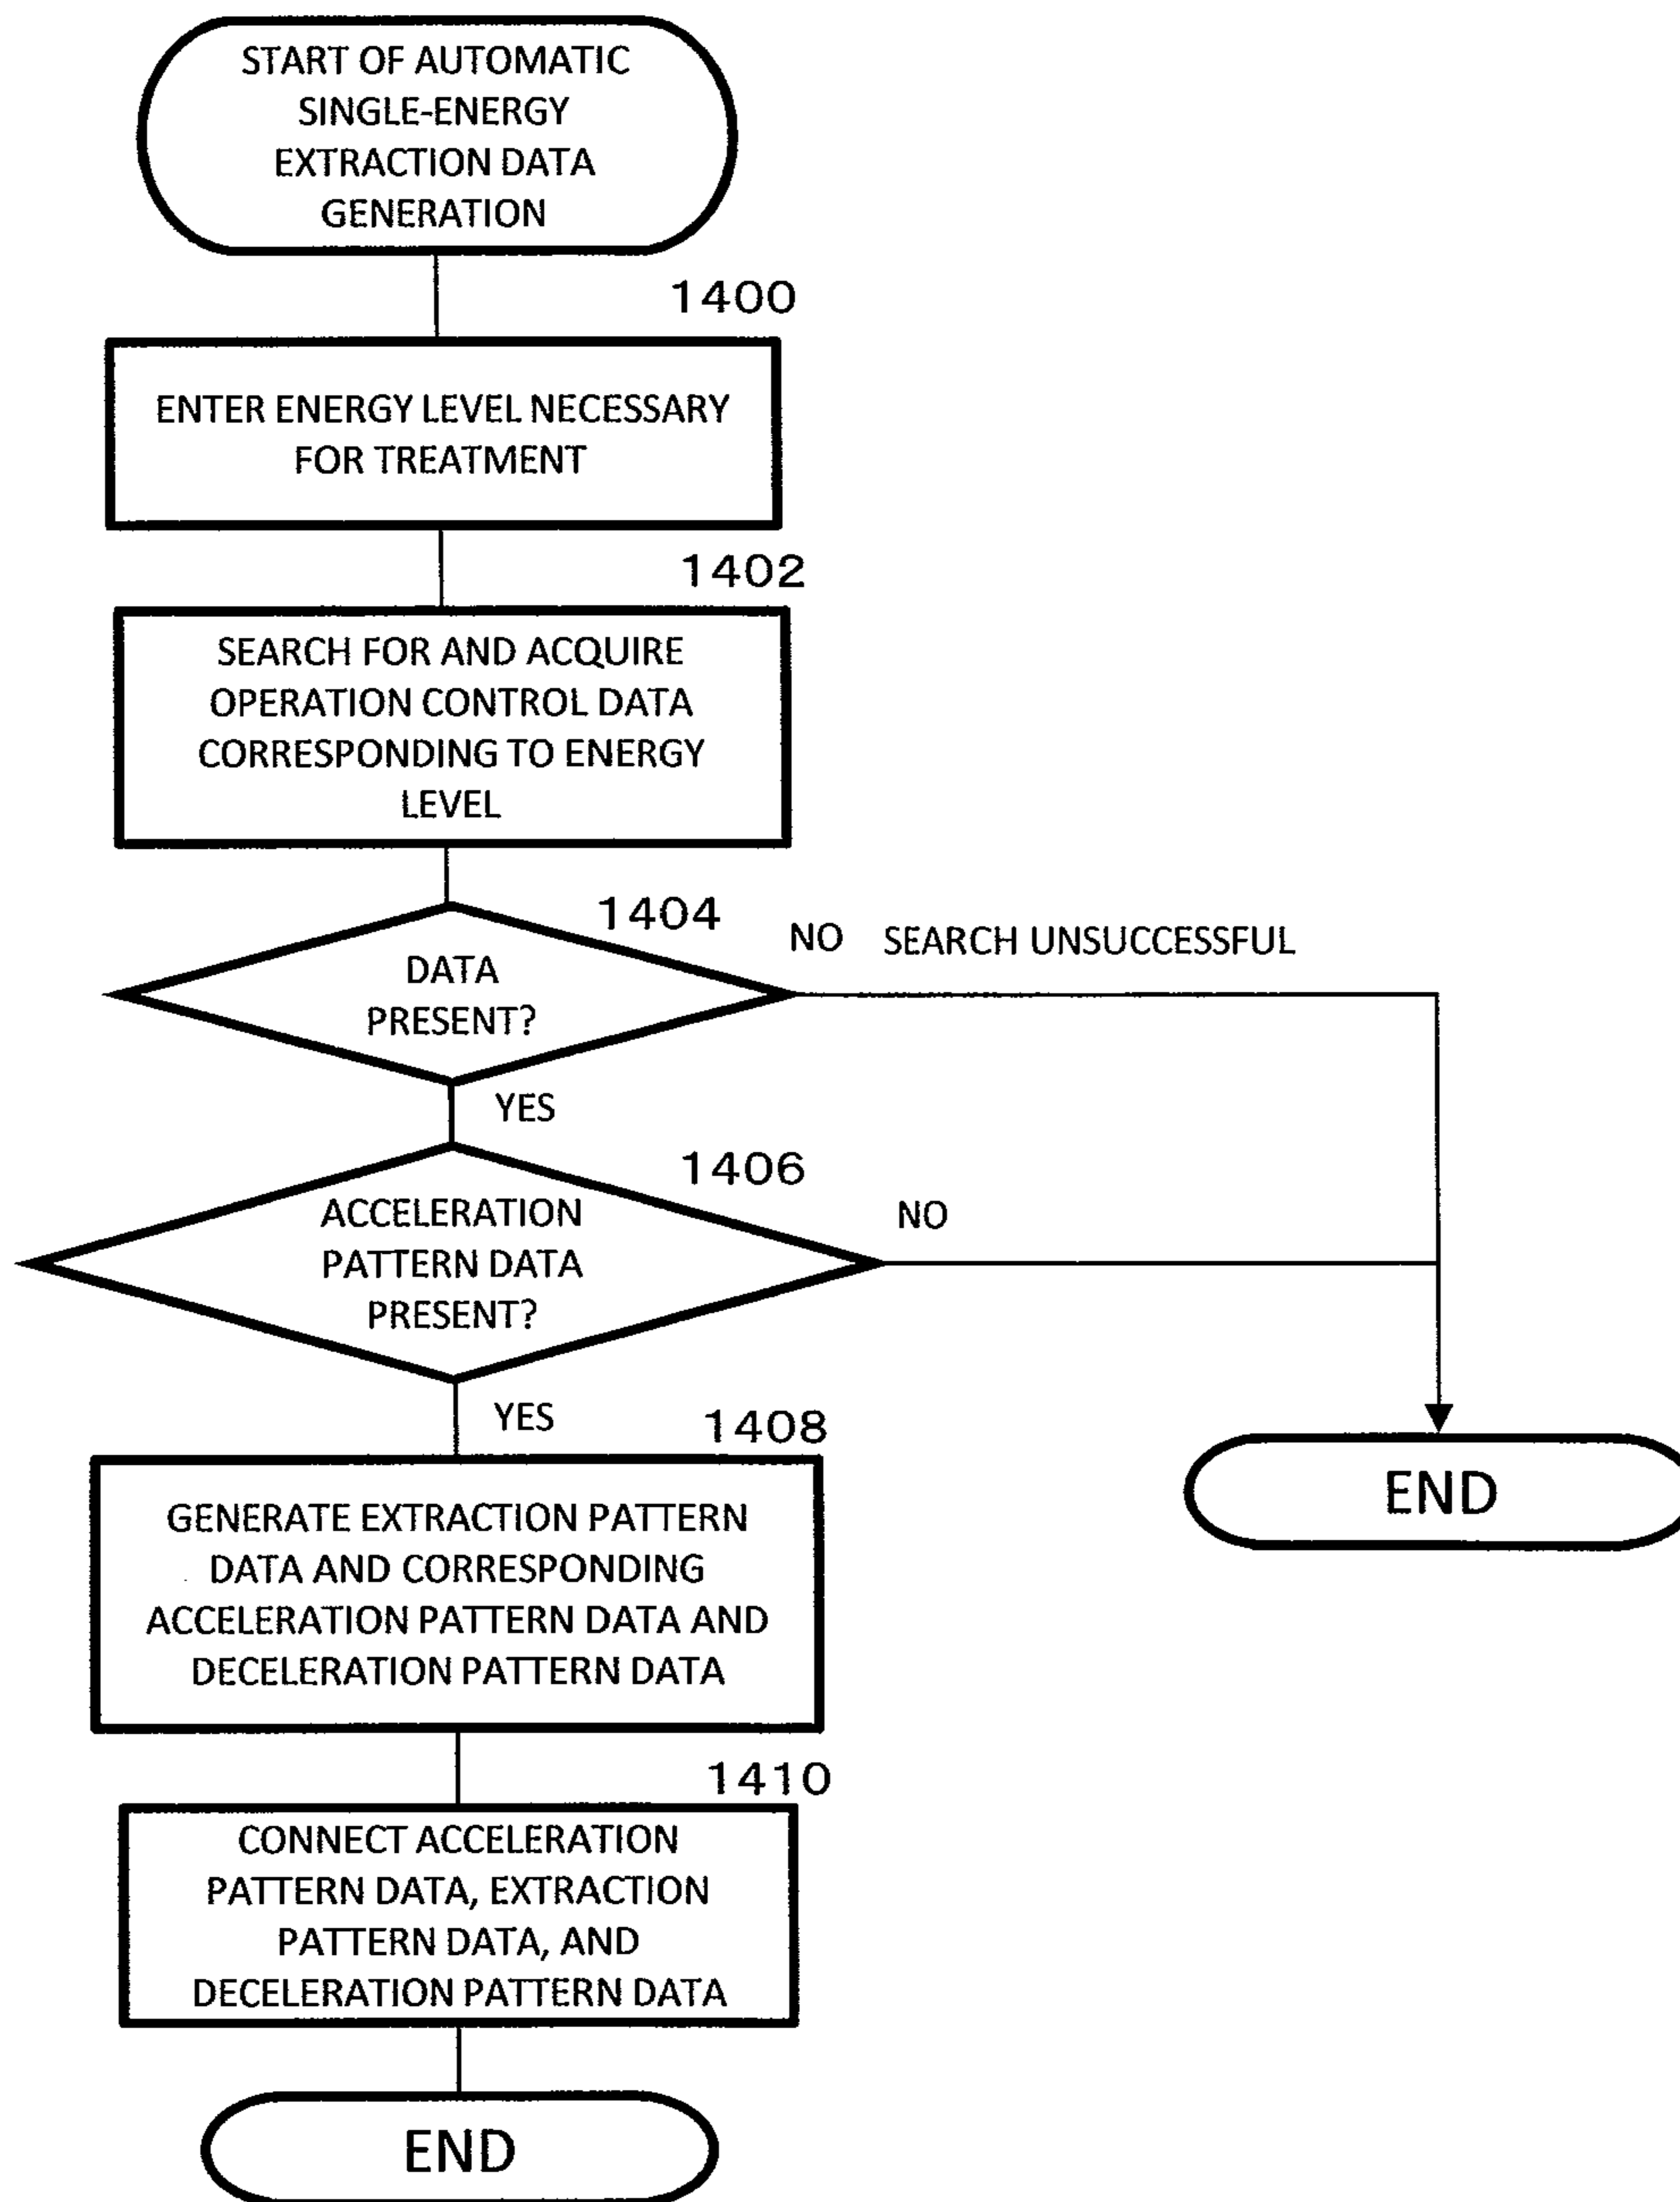 START OF AUTOMATIC
SINGLE-ENERGY
EXTRACTION DATA
GENERATION
1400
ENTER ENERGY LEVEL NECESSARY
FOR TREATMENT
1402
SEARCH FOR AND ACQUIRE
OPERATION CONTROL DATA
CORRESPONDING TO ENERGY
LEVEL
1404
NO SEARCH UNSUCCESSFUL
DATA
PRESENT?
YES
1406
NO
ACCELERATION
PATTERN DATA
PRESENT?
YES
1408
GENERATE EXTRACTION PATTERN
DATA AND CORRESPONDING
ACCELERATION PATTERN DATA AND
DECELERATION PATTERN DATA
END
1410
CONNECT ACCELERATION
PATTERN DATA, EXTRACTION
PATTERN DATA, AND
DECELERATION PATTERN DATA
END